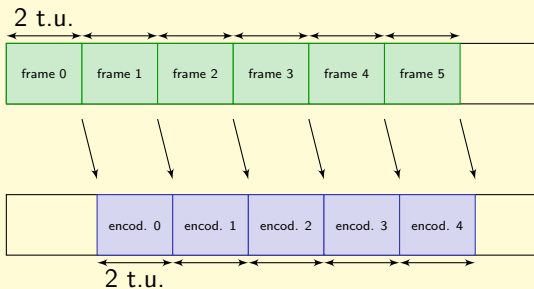 2 t.u.
frame 0 frame 1 frame 2 frame 3 frame 4 frame 5
encod. 0 encod. 1 encod. 2 encod. 3 encod. 4
2 t.u.